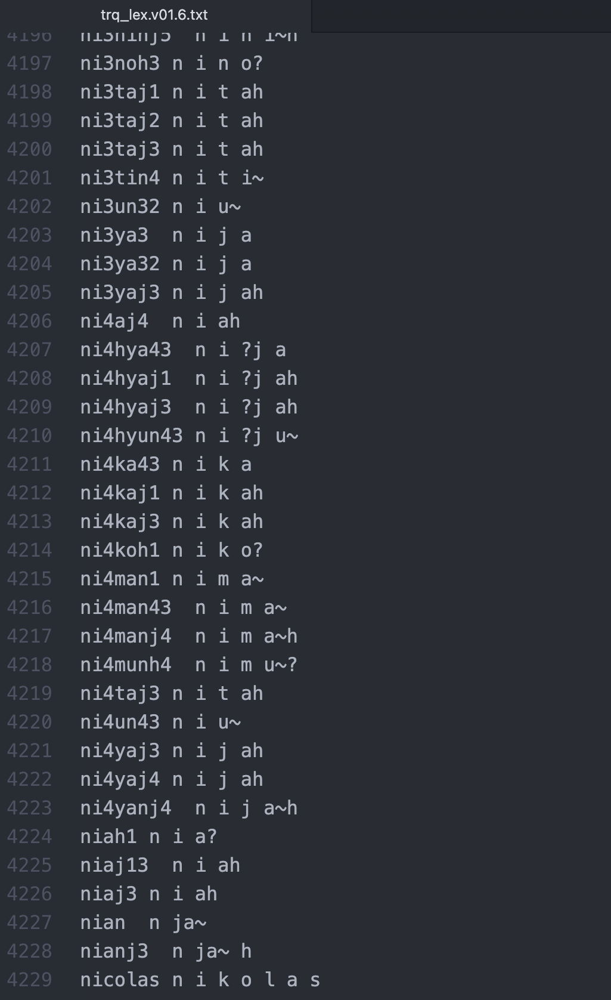 trq_lex.v01.6.txt
4196 ni3ninj5 n i n i~h
4197 ni3noh3 n i n o?
4198 ni3taj1 n i t ah
4199 ni3taj2 n i t ah
4200 ni3taj3 n i t ah
4201 ni3tin4 n i t i~
4202 ni3un32 n i u~
4203 ni3ya3 n i j a
4204 ni3ya32 n i j a
4205 ni3yaj3 n i j ah
4206 ni4aj4 n i ah
4207 ni4hya43 n i ?j a
4208 ni4hyaj1 n i ?j ah
4209 ni4hyaj3 n i ?j ah
4210 ni4hyun43 n i ?j u~
4211 ni4ka43 n i k a
4212 ni4kaj1 n i k ah
4213 ni4kaj3 n i k ah
4214 ni4koh1 n i k o?
4215 ni4man1 n i m a~
4216 ni4man43 n i m a~
4217 ni4manj4 n i m a~h
4218 ni4munh4 n i m u~?
4219 ni4taj3 n i t ah
4220 ni4un43 n i u~
4221 ni4yaj3 n i j ah
4222 ni4yaj4 n i j ah
4223 ni4yanj4 n i j a~h
4224 niah1 n i a?
4225 niaj13 n i ah
4226 niaj3 n i ah
4227 nian n ja~
4228 nianj3 n ja~ h
4229 nicolas n i k o l a s